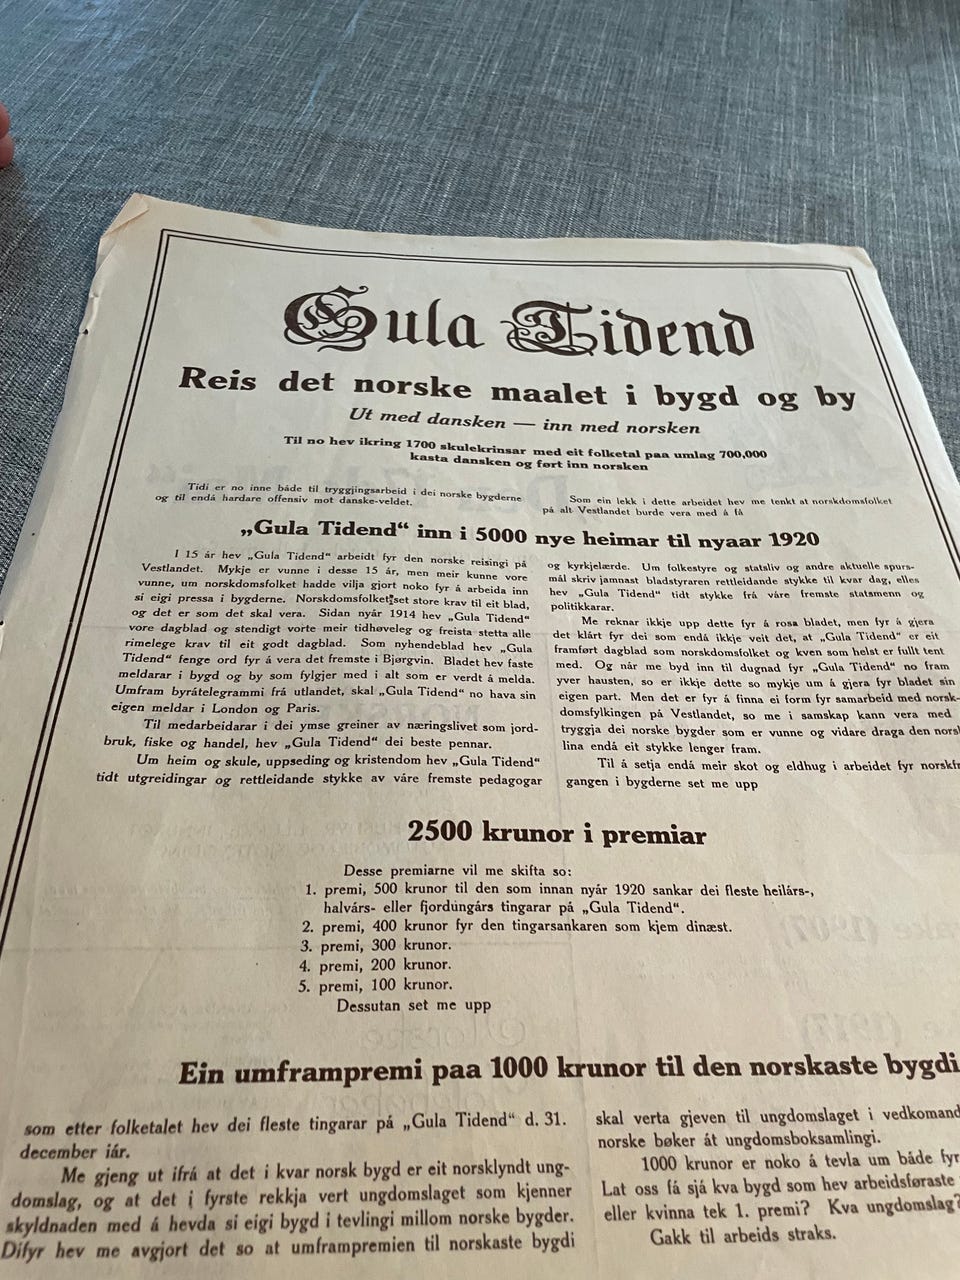 Gula Tidend
Reis det norske maalet i bygd og by
Ut med dansken — inn med norsken
Til no hev ikring 1700 skulekrinsar med eit folketal paa umlag 700,000
kasta dansken og ført inn norsken
Tidi er no inne både til tryggjingsarbeid i dei norske bygderne
og til endá hardare offensiv mot danske-veldet.
Som ein lekk i dette arbeidet hev me tenkt at norskdomsfolket
på alt Vestlandet burde vera med å få
„Gula Tidend“ inn i 5000 nye heimar til nyaar 1920
I 15 år hev „Gula Tidend“ arbeidt fyr den norske reisingi på
Vestlandet. Mykje er vunne i desse 15 år, men meir kunne vore
vunne, um norskdomsfolket hadde vilja gjort noko fyr å arbeida inn
si eigi pressa i bygderne. Norskdomsfolket set store krav til eit blad,
og det er som det skal vera. Sidan nyår 1914 hev „Gula Tidend“
vore dagblad og stendigt vorte meir tidhøveleg og freista stetta alle
rimelege krav til eit godt dagblad. Som nyhendeblad hev „Gula
Tidend“ fenge ord fyr á vera det fremste i Bjørgvin. Bladet hev faste
meldarar i bygd og by som fylgjer med i alt som er verdt á melda.
Umfram byrátelegrammi frá utlandet, skal „Gula Tidend“ no hava sin
eigen meldar i London og Paris.
Til medarbeidarar i dei ymse greiner av næringslivet som jord-
bruk, fiske og handel, hev „Gula Tidend“ dei beste pennar.
Um heim og skule, uppseding og kristendom hev „Gula Tidend“
tidt utgreidingar og rettleidande stykke av våre fremste pedagogar
og kyrkjelærde. Um folkestyre og statsliv og andre aktuelle spurs-
mál skriv jamnast bladstyraren rettleidande stykke til kvar dag, elles
hev „Gula Tidend“ tidt stykke frá våre fremste statsmenn og
politikkarar.
Me reknar ikkje upp dette fyr á rosa bladet, men fyr á gjera
det klárt fyr dei som endá ikkje veit det, at „Gula Tidend“ er eit
framført dagblad som norskdomsfolket og kven som helst er fullt tent
med. Og når me byd inn til dugnad fyr „Gula Tidend“ no fram
yver hausten, so er ikkje dette so mykje um á gjera fyr bladet sin
eigen part. Men det er fyr á finna ei form fyr samarbeid med norsk-
domsfylkingen på Vestlandet, so me i samskap kann vera med
tryggja dei norske bygder som er vunne og vidare draga den
lina endá eit stykke lenger fram.
Til á setja endá meir skot og eldhug i arbeidet fyr
gangen i bygderne set me upp
2500 krunor i premiar
Desse premiarne vil me skifta so:
1. premi, 500 krunor til den som innan nyár 1920 sankar dei fleste heilárs-,
halvárs- eller fjordungárs tingarar på „Gula Tidend“.
2. premi, 400 krunor fyr den tingarsankaren som kjem dinæst.
3. premi, 300 krunor.
4. premi, 200 krunor.
5. premi, 100 krunor.
Dessutan set me upp
Ein umframpremi paa 1000 krunor til den norskaste bygdi
som etter folketalet hev dei fleste tingarar på „Gula Tidend“ d. 31.
december iár.
Me gjeng ut ifrá at det i kvar norsk bygd er eit norsklyndt ung-
domslag, og at det i fyrste rekkja vert ungdomslaget som kjenner
skyldnaden med á hevda si eigi bygd i tevlingi millom norske bygder.
Difyr hev me avgjort det so at umframpremien til norskaste bygdi
skal verta gjeven til ungdomslaget i vedkomand
norske bøker át ungdomsboksamlingi.
1000 krunor er noko á tevla um både fyr
Lat oss fá sjá kva bygd som hev arbeidsføraste
eller kvinna tek 1. premi? Kva ungdomslag?
Gakk til arbeids straks.